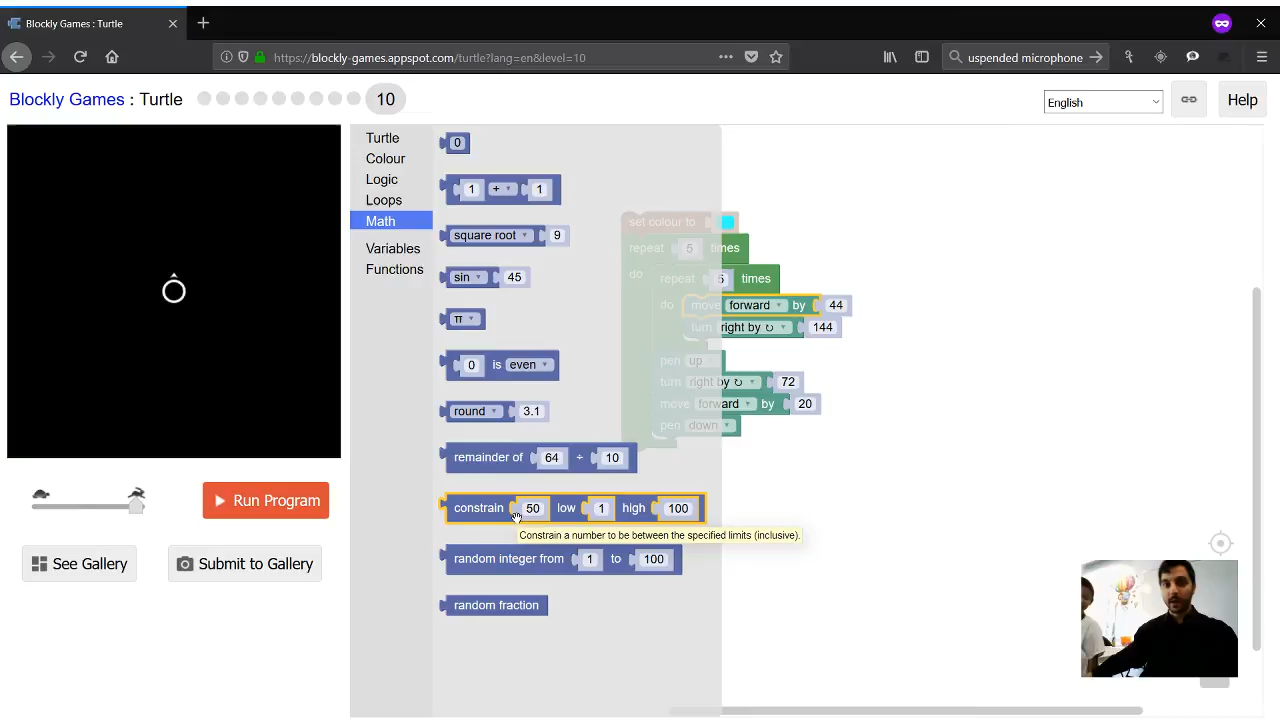 Blockly Games : Turtle
https://blockly-games.appspot.com/turtle?lang=en&level=10
uspended microphone
Blockly Games : Turtle
10
English
Help
Turtle
Colour
Logic
Loops
Math
Variables
Functions
0
1 + 1
square root 9
sin 45
π
0 is even
round 3.1
remainder of 64 ÷ 10
constrain 50 low 1 high 100
Constrain a number to be between the specified limits (inclusive).
random integer from 1 to 100
random fraction
set colour to
repeat 5 times
do
repeat 5 times
do move forward by 44
turn right by ↻ 144
pen up
turn right by ↻ 72
move forward by 20
pen down
Run Program
See Gallery
Submit to Gallery